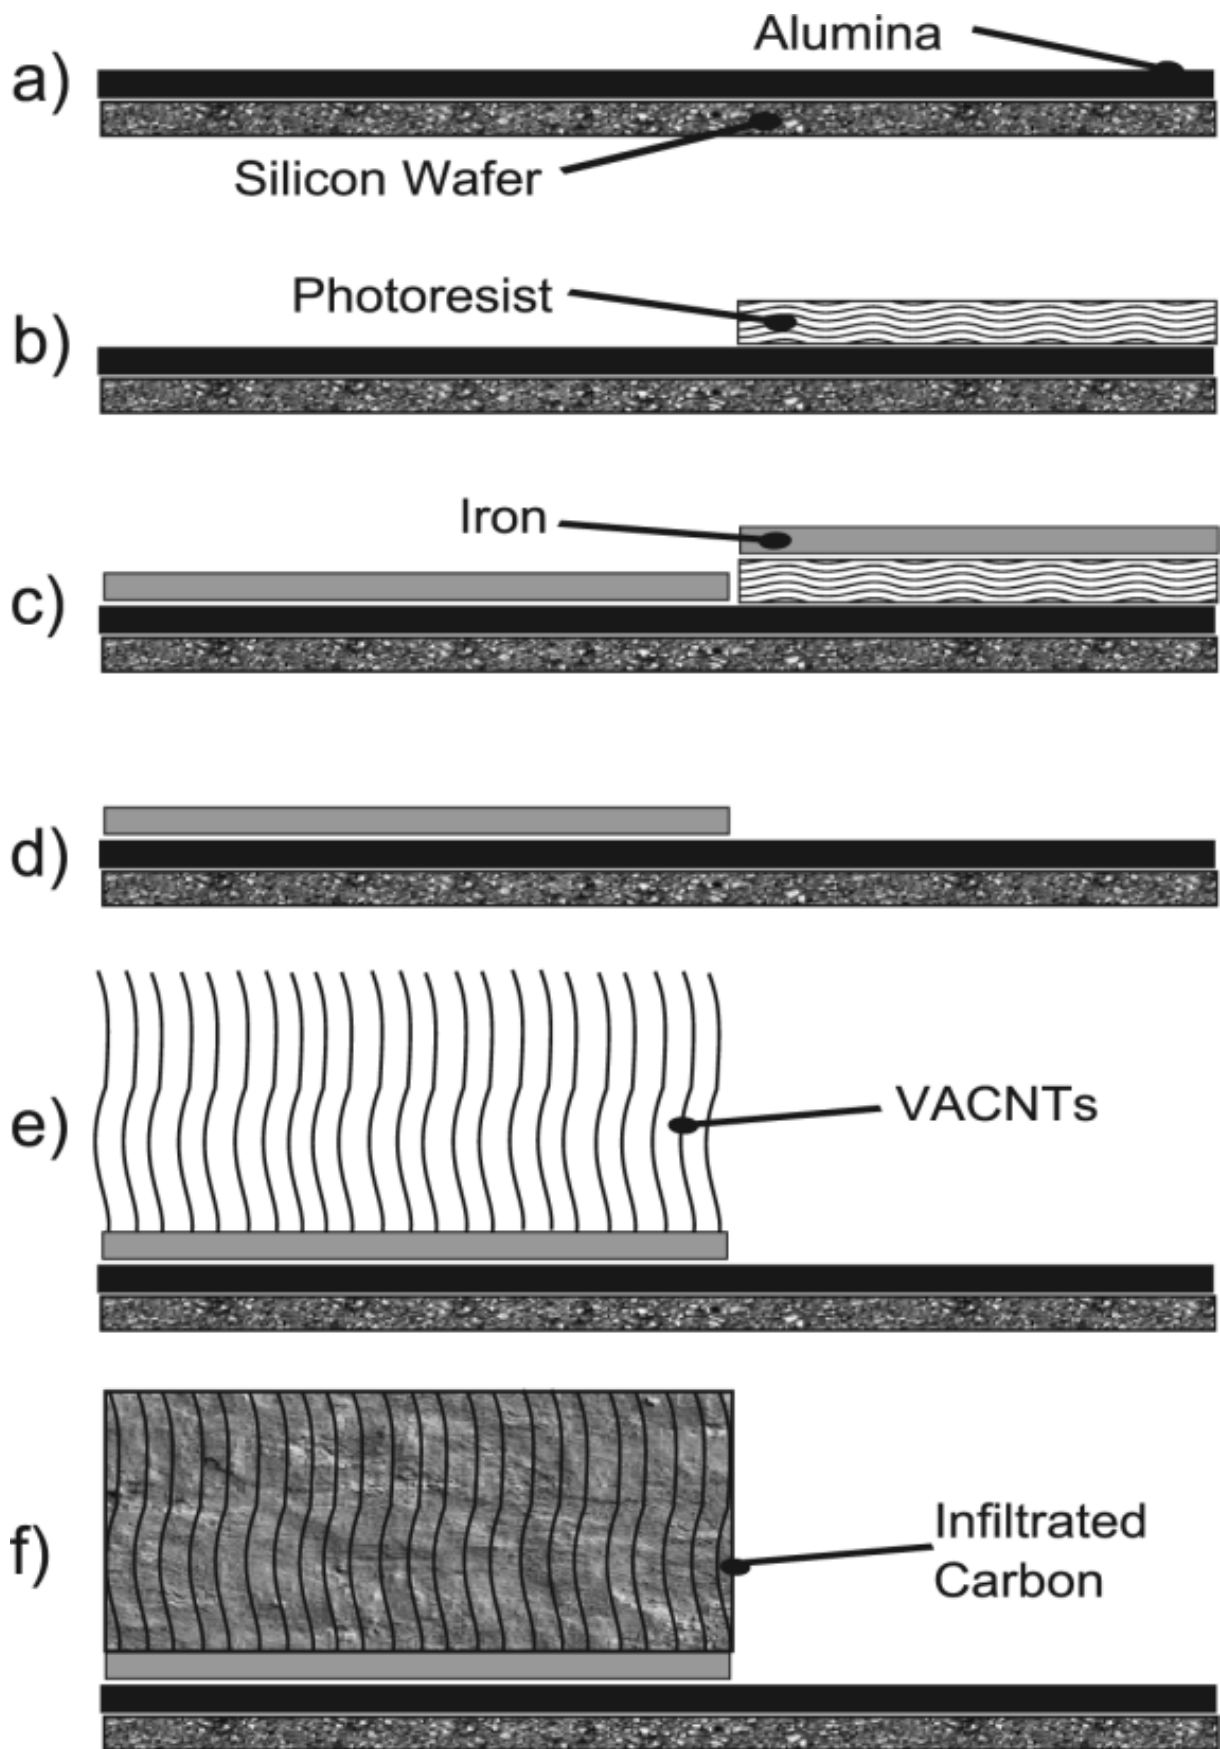 Alumina
a)
Silicon Wafer
Photoresist
b)
Iron
c)
d)
e)
VACNTs
f)
Infiltrated
Carbon